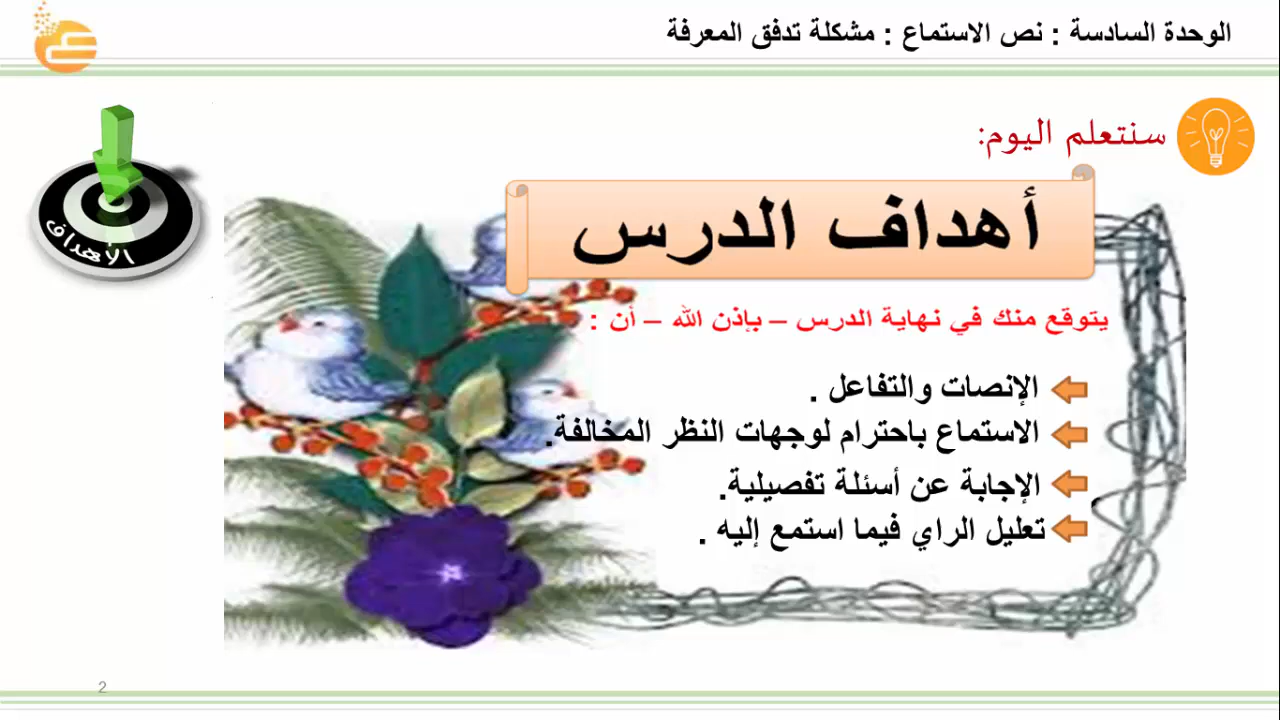 الوحدة السادسة : نص الاستماع : مشكلة تدفق المعرفة
سنتعلم اليوم:
الأهداف
أهداف الدرس
يتوقع منك في نهاية الدرس – بإذن الله – أن :
الإنصات والتفاعل .
الاستماع باحترام لوجهات النظر المخالفة.
الإجابة عن أسئلة تفصيلية.
تعليل الراي فيما استمع إليه .
2